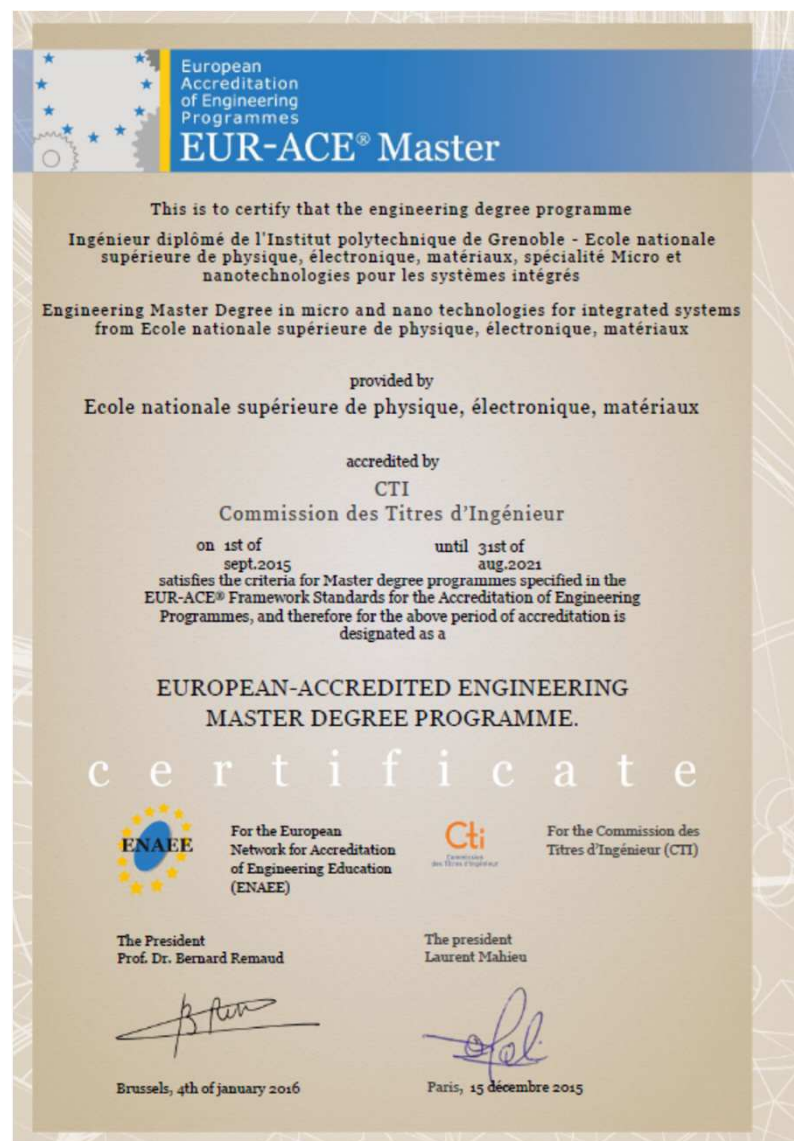 European
Accreditation
of Engineering
Programmes
EUR-ACE® Master
This is to certify that the engineering degree programme
Ingénieur diplômé de l'Institut polytechnique de Grenoble - Ecole nationale
supérieure de physique, électronique, matériaux, spécialité Micro et
nanotechnologies pour les systèmes intégrés
Engineering Master Degree in micro and nano technologies for integrated systems
from Ecole nationale supérieure de physique, électronique, matériaux
provided by
Ecole nationale supérieure de physique, électronique, matériaux
accredited by
CTI
Commission des Titres d'Ingénieur
on 1st of until 31st of
sept.2015 aug.2021
satisfies the criteria for Master degree programmes specified in the
EUR-ACE® Framework Standards for the Accreditation of Engineering
Programmes, and therefore for the above period of accreditation is
designated as a
EUROPEAN-ACCREDITED ENGINEERING
MASTER DEGREE PROGRAMME.
certificate
ENAEE
For the European
Network for Accreditation
of Engineering Education
(ENAEE)
Cti
Commission
des Titres d'Ingénieur
For the Commission des
Titres d'Ingénieur (CTI)
The President
Prof. Dr. Bernard Remaud
The president
Laurent Mahieu
Brussels, 4th of january 2016
Paris, 15 décembre 2015